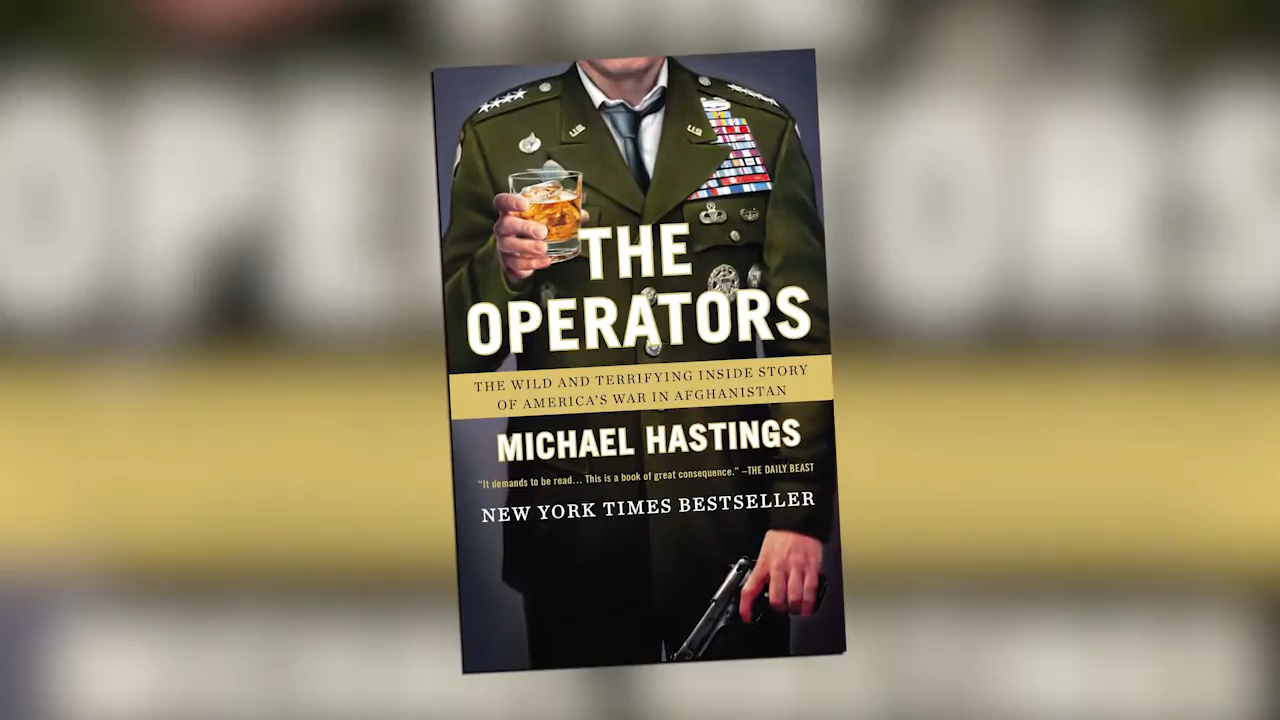 THE
OPERATORS
THE WILD AND TERRIFYING INSIDE STORY
OF AMERICA'S WAR IN AFGHANISTAN
MICHAEL HASTINGS
"It demands to be read... This is a book of great consequence." —THE DAILY BEAST
NEW YORK TIMES BESTSELLER